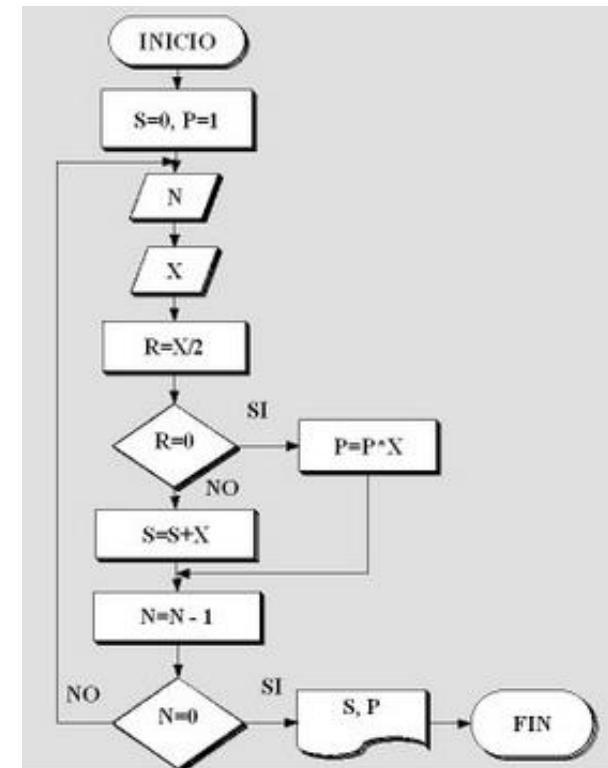 INICIO
S=0, P=1
N
X
R=X/2
R=0
SI
P=P*X
NO
S=S+X
N=N - 1
N=0
NO
SI
S, P
FIN